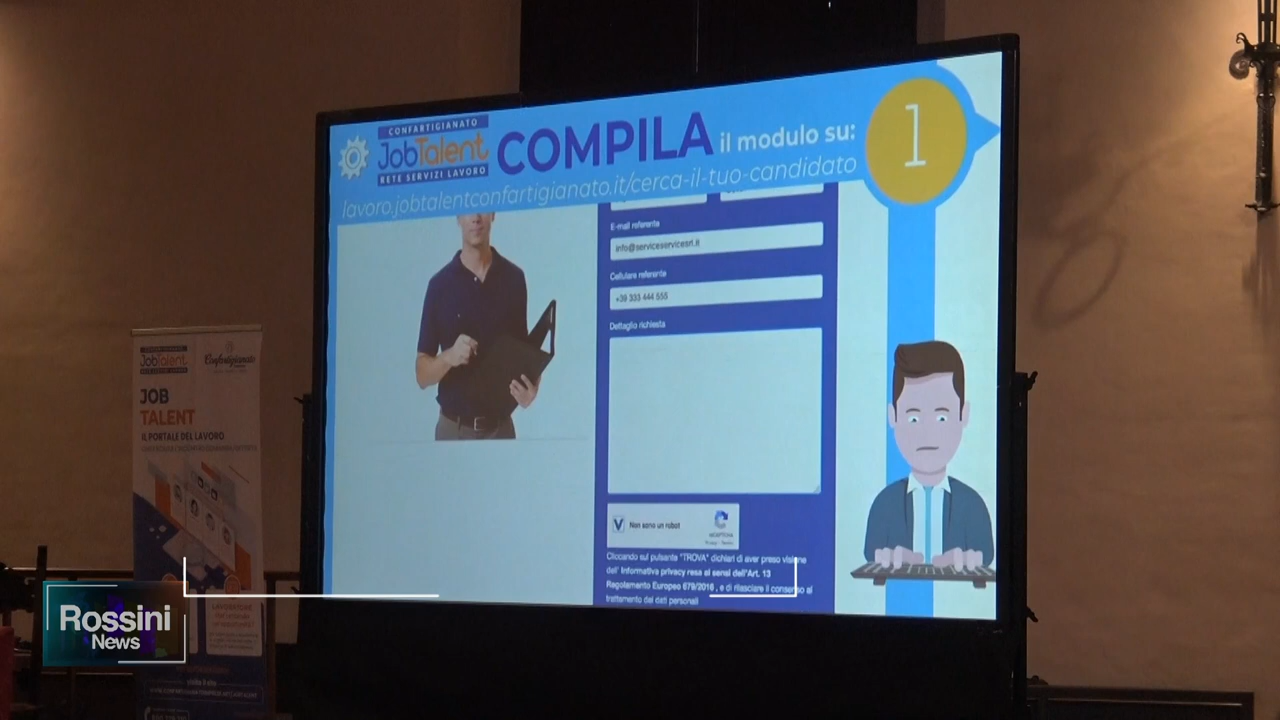 CONFARTIGIANATO
JobTalent
RETE SERVIZI LAVORO
COMPILA il modulo su:
lavoro.jobtalentconfartigianato.it/cerca-il-tuo-candidato
1
E-mail referente
info@serviceservicesrl.it
Cellulare referente
+39 333 444 555
Dettaglio richiesta
Non sono un robot
reCAPTCHA
Cliccando sul pulsante "TROVA" dichiari di aver preso visione
dell' Informativa privacy resa ai sensi dell'Art. 13
Regolamento Europeo 679/2016 , e di rilasciare il consenso al
trattamento dei dati personali
JobTalent
RETE SERVIZI LAVORO
Confartigianato
JOB
TALENT
IL PORTALE DEL LAVORO
Rossini
News